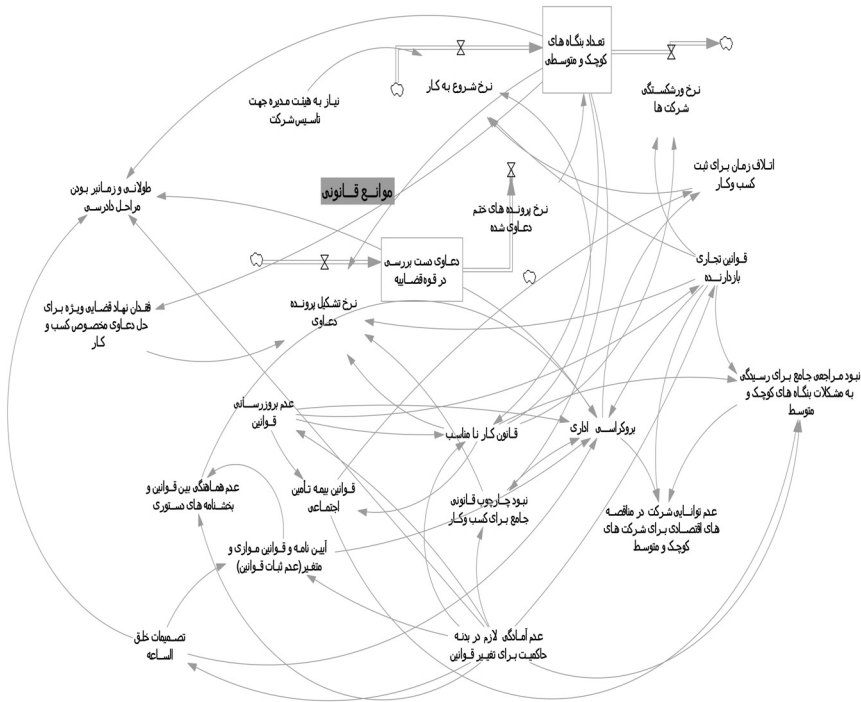 تعداد بنگاه های
کوچک و متوسطی
نرخ شروع به کار
نرخ ورشکستگی
شرکت ها
نیاز به هیئت مدیره جهت
تاسیس شرکت
اتلاف زمان برای ثبت
کسب وکار
طولانی و زمانبر بودن
مراحل دادرسی
موانع قانونی
نرخ پرونده های ختم
دعاوی شده
دعاوی دست بررسی
در قوه قضاییه
قوانین تجاری
بازدارنده
فقدان نهاد قضایی ویژه برای
حل دعاوی مخصوص کسب و
کار
نرخ تشکیل پرونده
دعاوی
نبود مراجعی جامع برای رسیدگی
به مشکلات بنگاه های کوچک و
متوسط
عدم بروزرسانی
قوانین
قانون کار نا مناسب
بروکراسی اداری
عدم هماهنگی بین قوانین و
بخشنامه های دستوری
قوانین بیمه تأمین
اجتماعی
نبود چارچوب قانونی
جامع برای کسب وکار
عدم توانایی شرکت در مناقصه
های اقتصادی برای شرکت های
کوچک و متوسط
آیین نامه و قوانین موازی و
متغیر(عدم ثبات قوانین)
تصمیمات خلق
الساعه
عدم آمادگی لازم در بدنه
حاکمیت برای تغییر قوانین